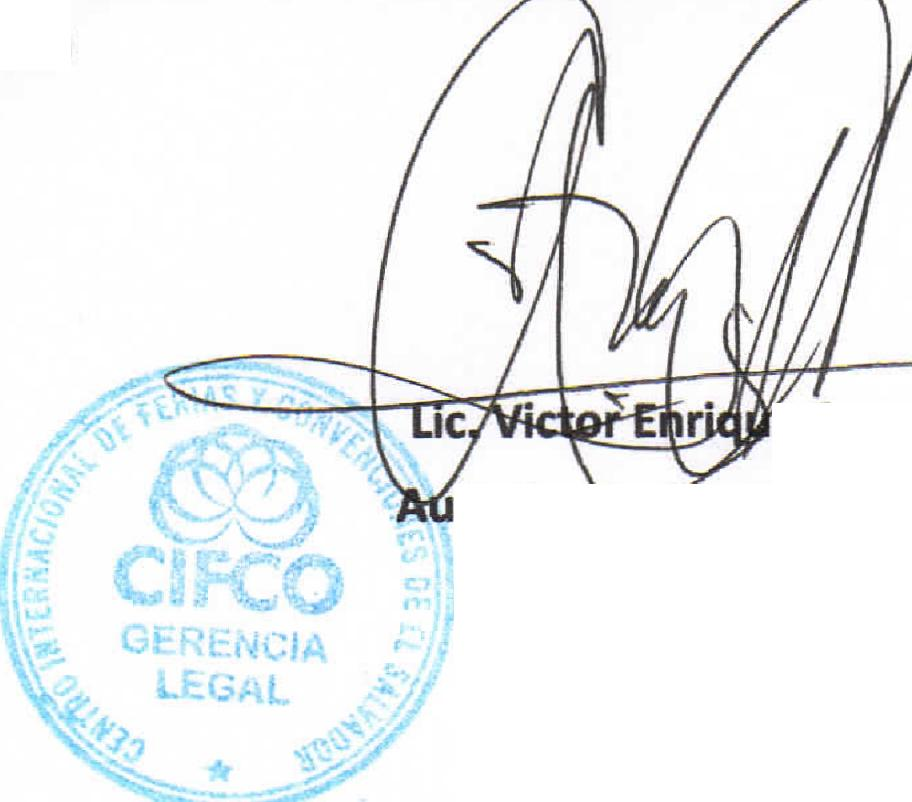 Lic. Victor Enriqu
Au
CENTRO INTERNACIONAL DE FERIAS Y CONVENCIONES DE EL SALVADOR
CIFCO
GERENCIA
LEGAL